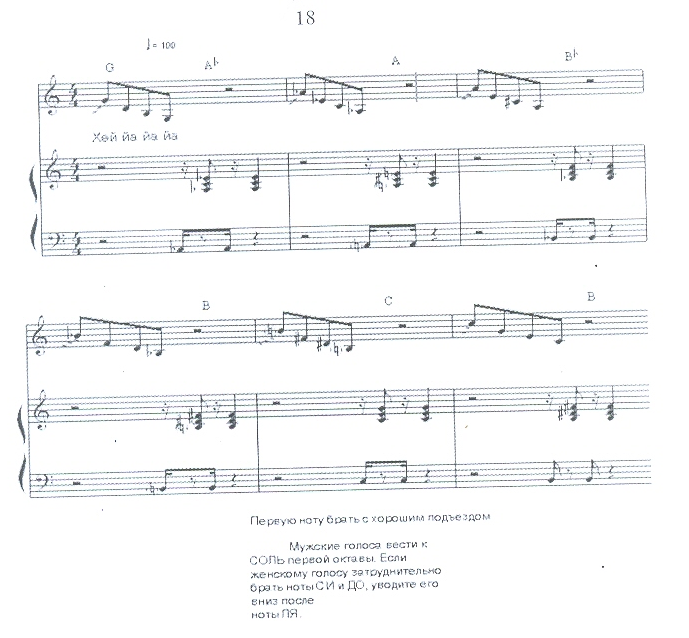 18
♩= 100
G A♭ A B♭
Хей йа йа йа
B C B
Первую ноту брать с хорошим подъездом
Мужские голоса вести к
СОЛЬ первой октавы. Если
женскому голосу затруднительно
брать ноты СИ и ДО, уводите его
вниз после
ноты ЛЯ.